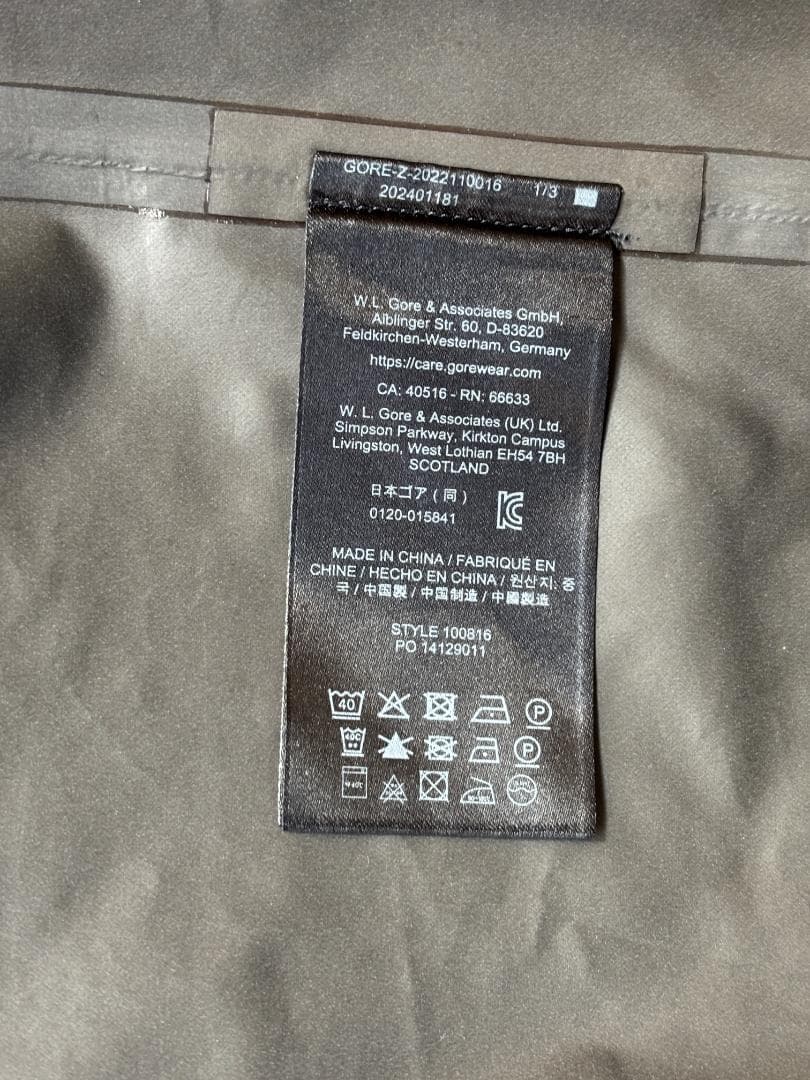 GORE-Z-2022110016 1/3
202401181
W.L. Gore & Associates GmbH,
Aiblinger Str. 60, D-83620
Feldkirchen-Westerham, Germany
https://care.gorewear.com
CA: 40516 - RN: 66633
W. L. Gore & Associates (UK) Ltd.
Simpson Parkway, Kirkton Campus
Livingston, West Lothian EH54 7BH
SCOTLAND
日本ゴア ( 同 )
0120-015841
MADE IN CHINA / FABRIQUÉ EN
CHINE / HECHO EN CHINA / 원산지: 중
국 / 中国製 / 中国制造 / 中國製造
STYLE 100816
PO 14129011
40 P
40C P